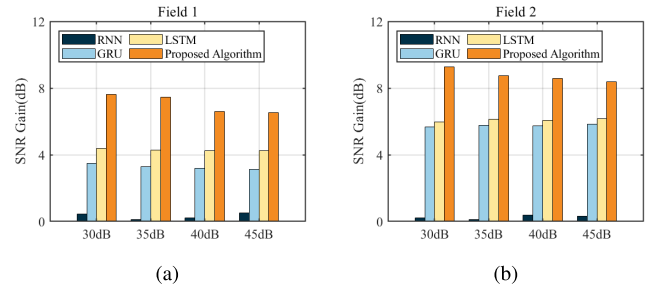 Field 1
SNR Gain(dB)
12
8
4
0
RNN
LSTM
GRU
Proposed Algorithm
30dB 35dB 40dB 45dB
(a)
Field 2
SNR Gain(dB)
12
8
4
0
RNN
LSTM
GRU
Proposed Algorithm
30dB 35dB 40dB 45dB
(b)